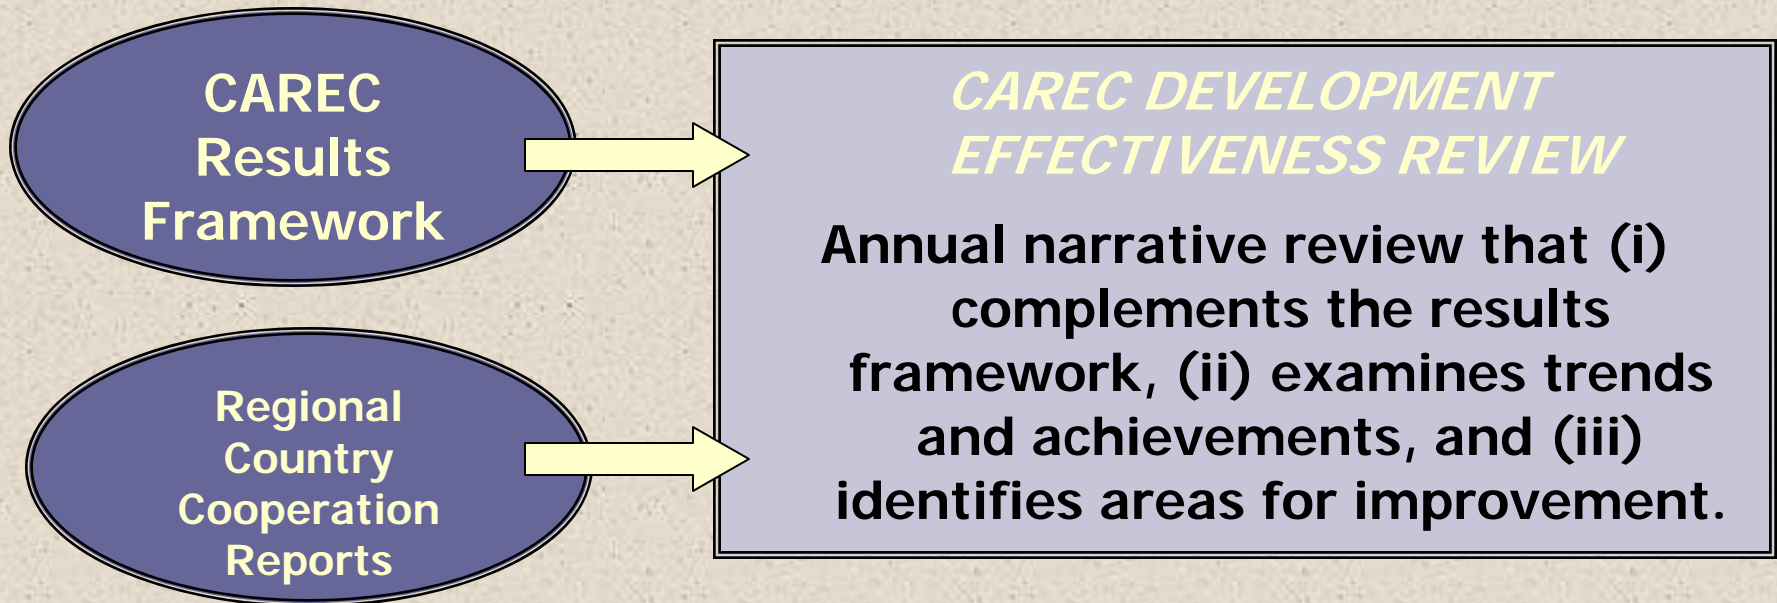 CAREC
Results
Framework
Regional
Country
Cooperation
Reports
CAREC DEVELOPMENT
EFFECTIVENESS REVIEW
Annual narrative review that (i)
complements the results
framework, (ii) examines trends
and achievements, and (iii)
identifies areas for improvement.